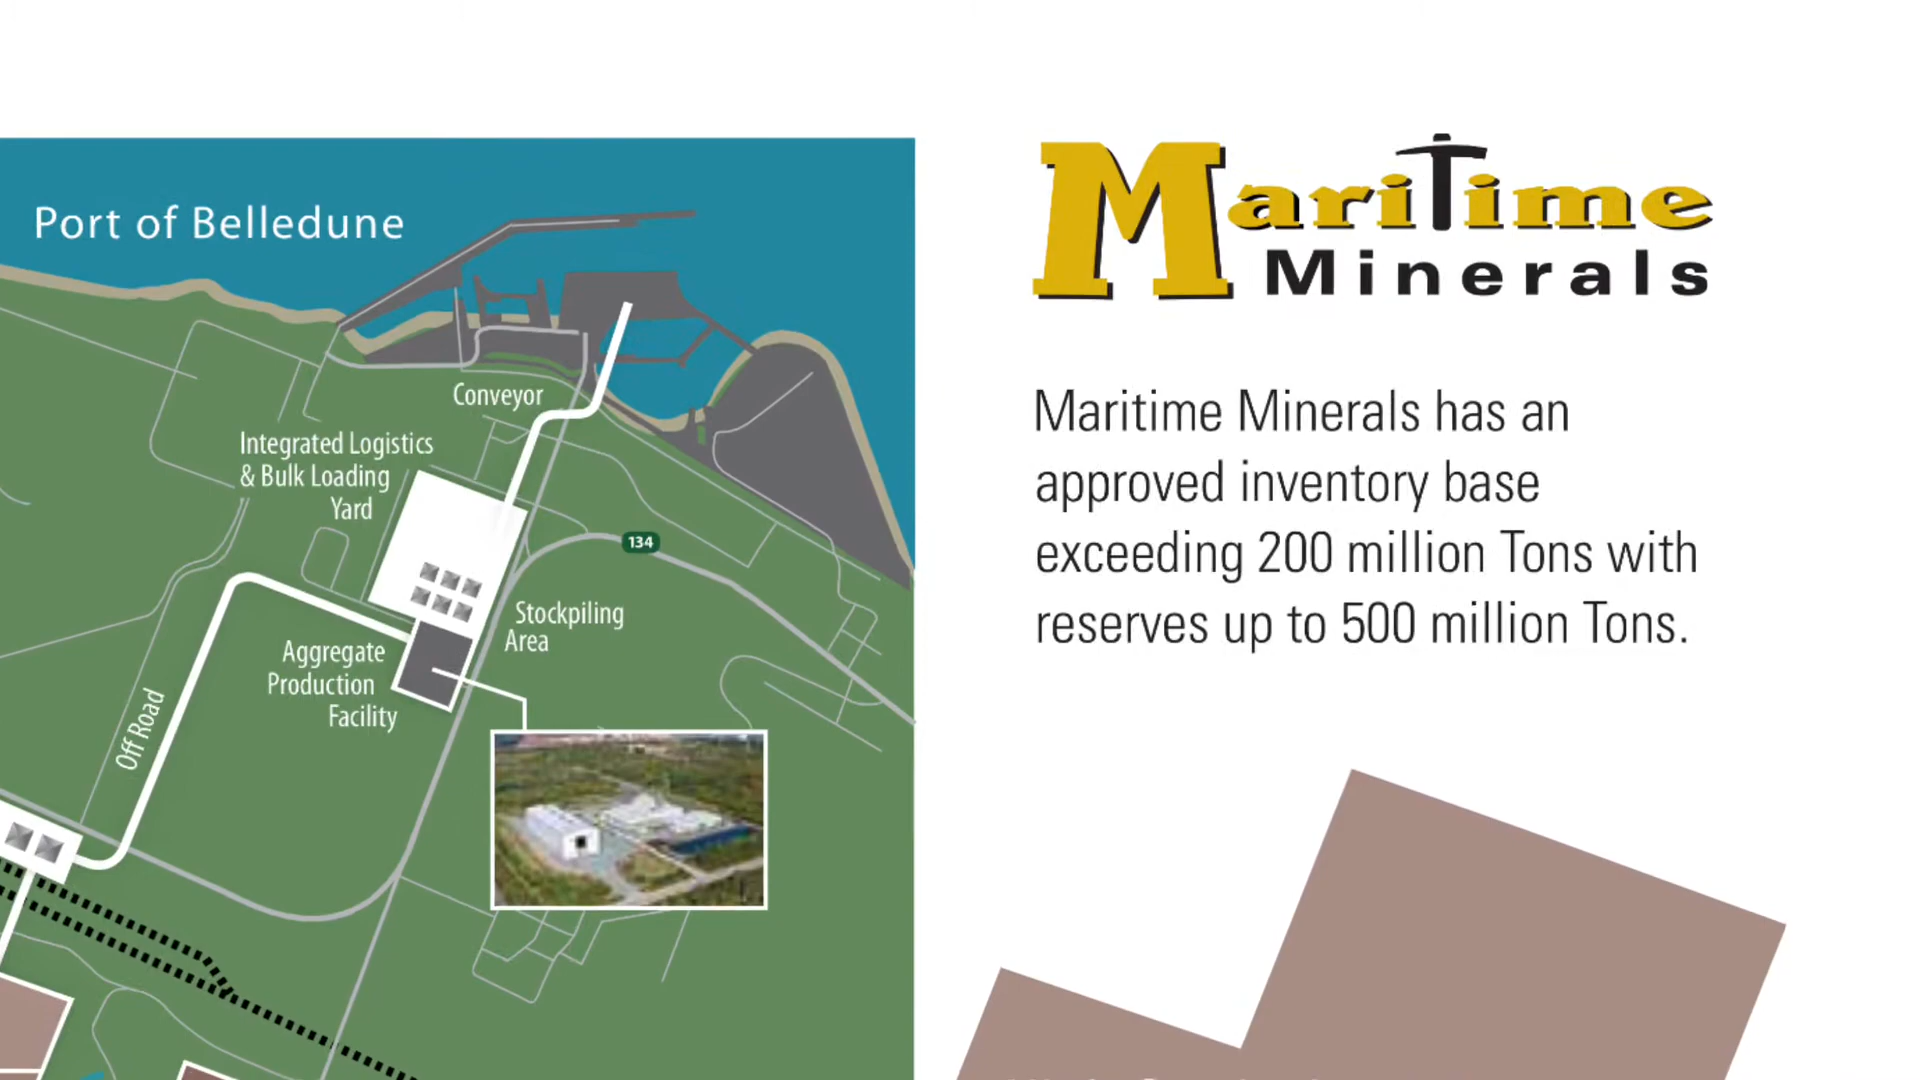 Port of Belledune
MariTime
Minerals
Maritime Minerals has an
approved inventory base
exceeding 200 million Tons with
reserves up to 500 million Tons.
Conveyor
Integrated Logistics
& Bulk Loading
Yard
134
Stockpiling
Area
Aggregate
Production
Facility
Off Road